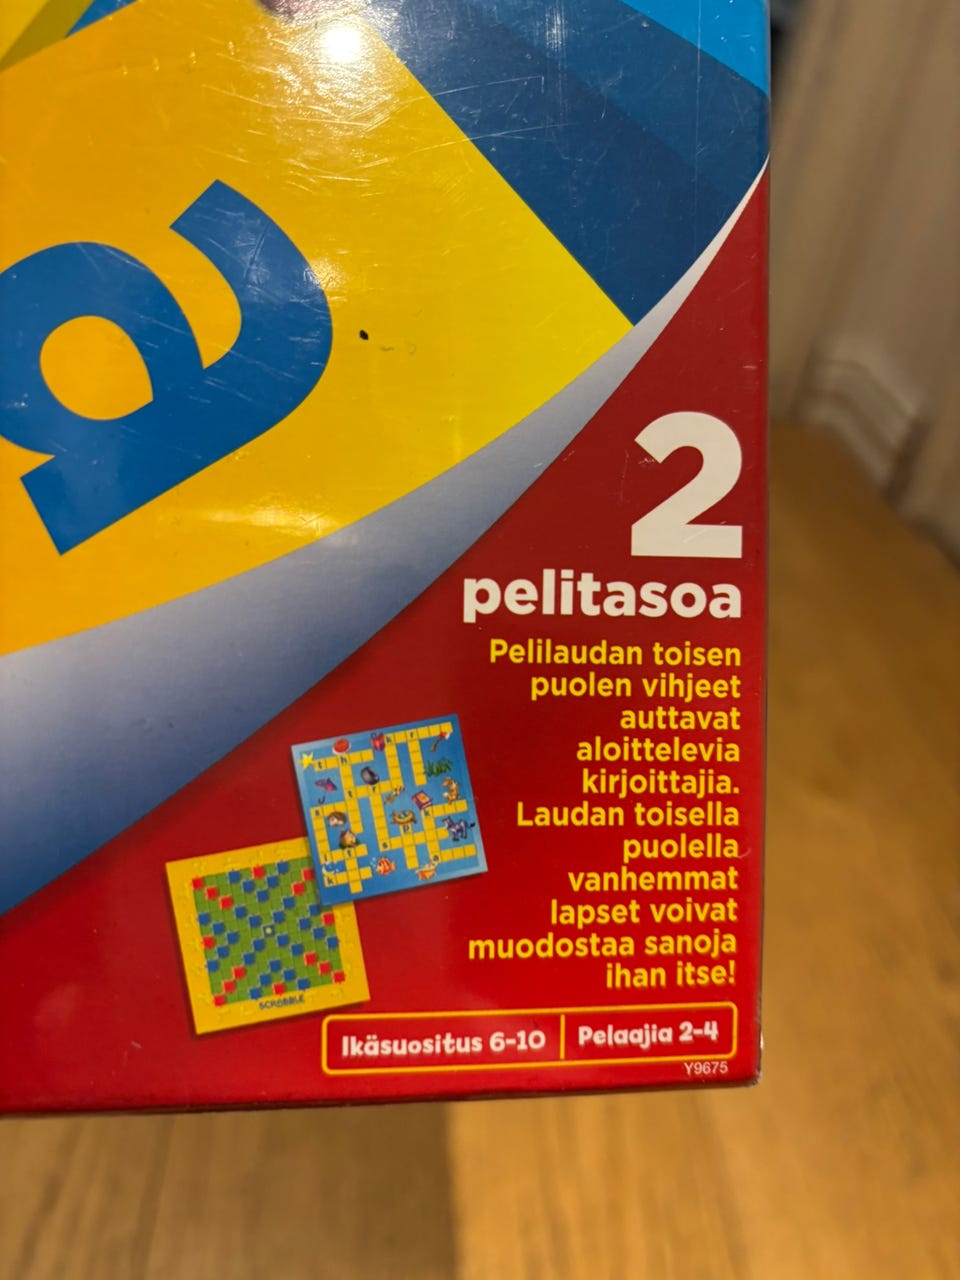 a
2
pelitasoa
Pelilaudan toisen
puolen vihjeet
auttavat
aloittelevia
kirjoittajia.
Laudan toisella
puolella
vanhemmat
lapset voivat
muodostaa sanoja
ihan itse!
SCRABBLE
Ikäsuositus 6-10
Pelaajia 2-4
Y9675